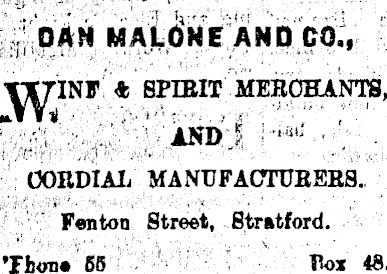 DAN MALONE AND CO.,
WINE & SPIRIT MERCHANTS,
AND
CORDIAL MANUFACTURERS.
Fenton Street, Stratford.
'Phone 55 Box 48.